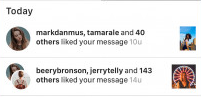 Today
markdanmus, tamarale and 40
others liked your message 10u
beerybronson, jerrytelly and 143
others liked your message 14u